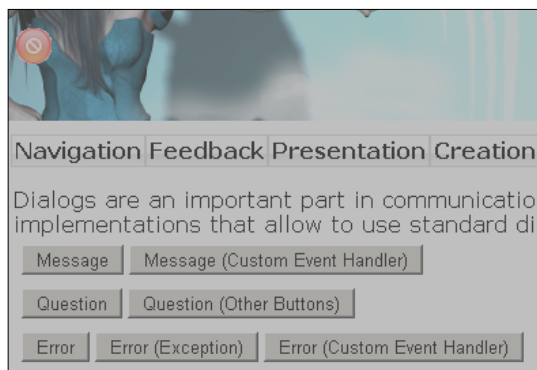 Navigation Feedback Presentation Creation
Dialogs are an important part in communicatio
implementations that allow to use standard di
Message Message (Custom Event Handler)
Question Question (Other Buttons)
Error Error (Exception) Error (Custom Event Handler)